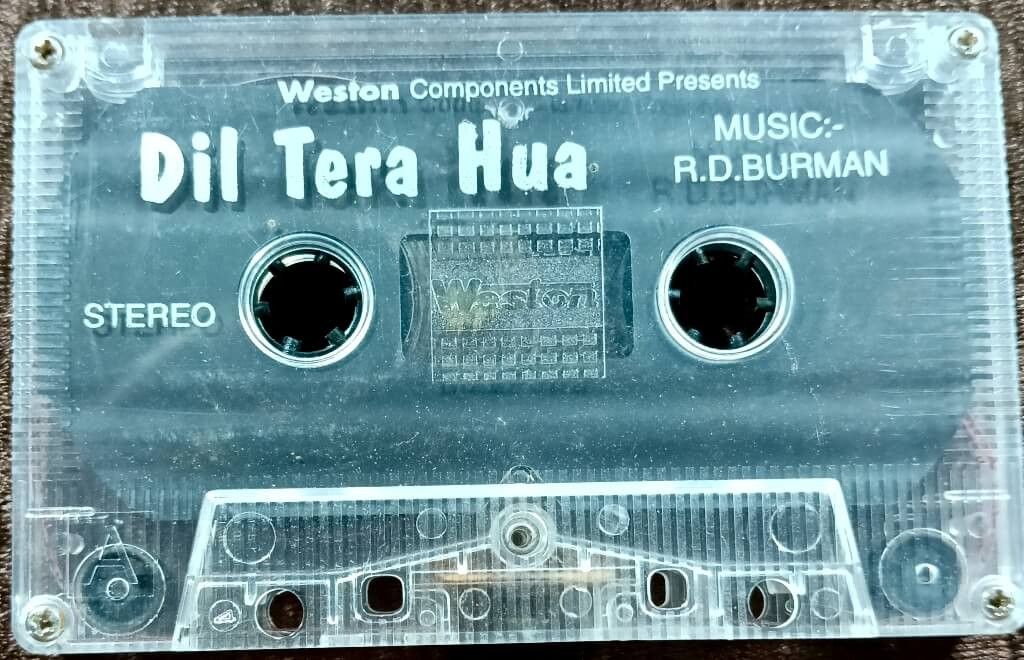 Weston Components Limited Presents
Dil Tera Hua
MUSIC:-
R.D.BURMAN
STEREO
Weston
A